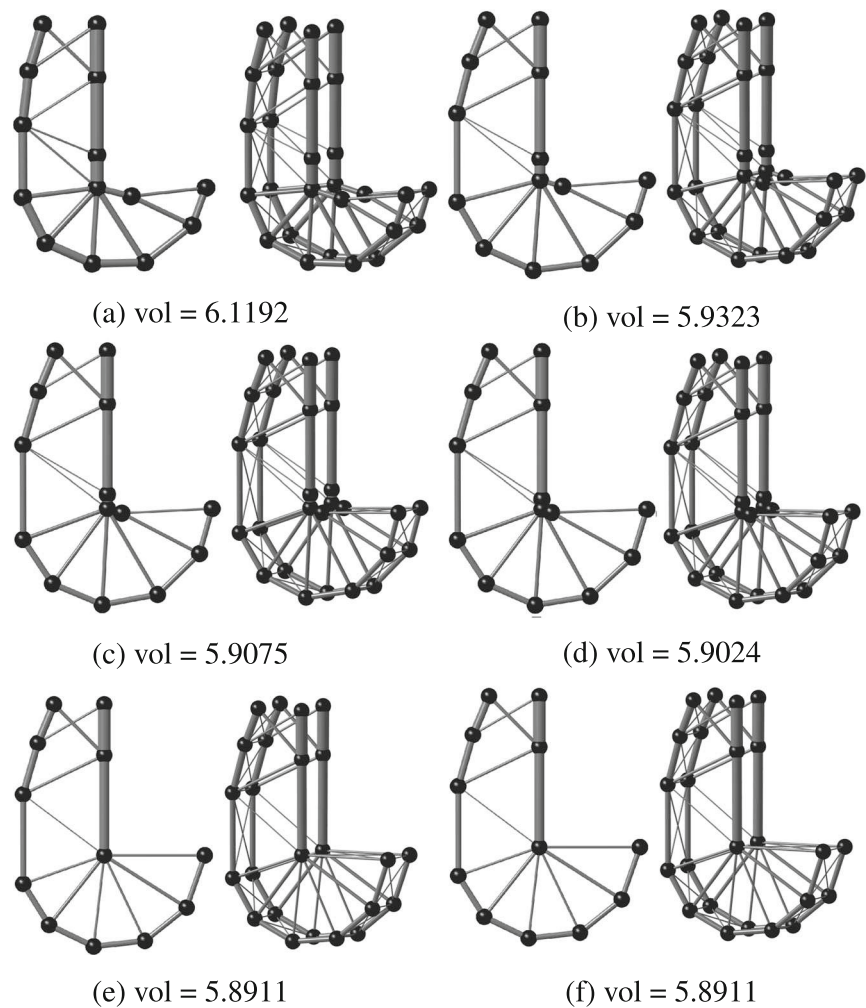 (a) vol = 6.1192
(b) vol = 5.9323
(c) vol = 5.9075
(d) vol = 5.9024
(e) vol = 5.8911
(f) vol = 5.8911